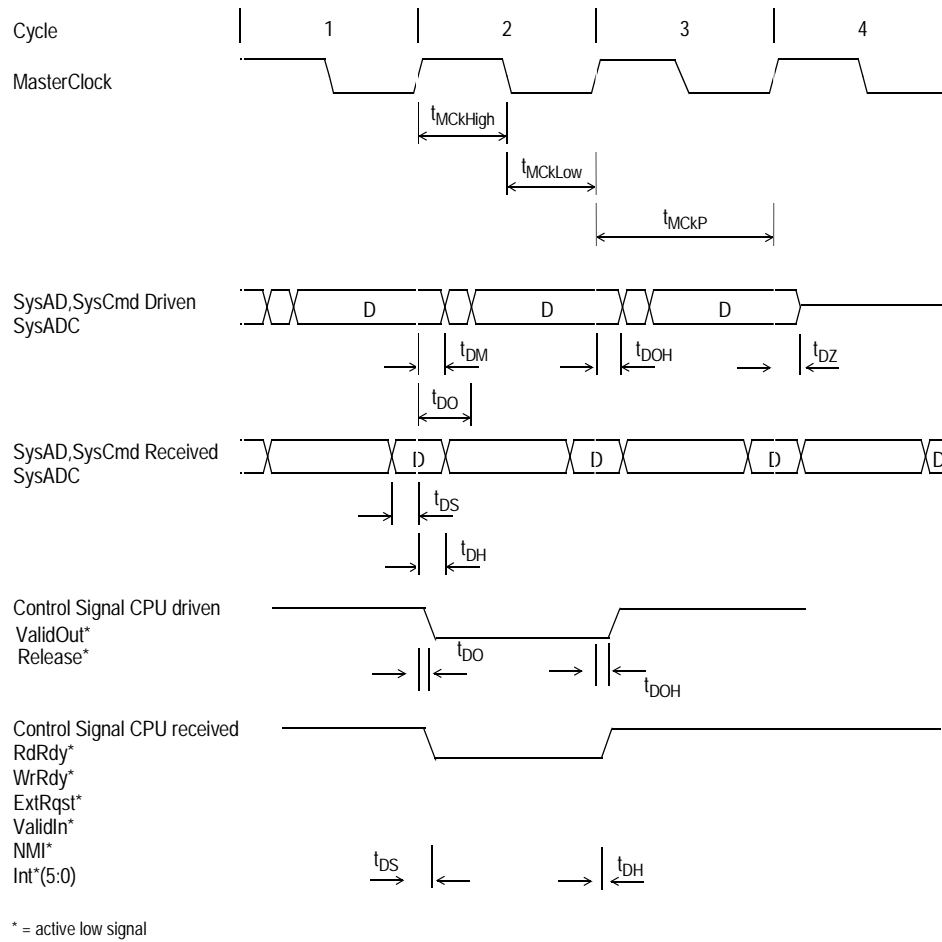 Cycle 1 2 3 4
MasterClock
tMCkHigh
tMCkLow
tMCkP
SysAD,SysCmd Driven
SysADC
D D D
tDM tDOH tDZ
tDO
SysAD,SysCmd Received
SysADC
D D D D
tDS
tDH
Control Signal CPU driven
ValidOut*
Release*
tDO
tDOH
Control Signal CPU received
RdRdy*
WrRdy*
ExtRqst*
ValidIn*
NMI*
Int*(5:0)
tDS tDH
* = active low signal